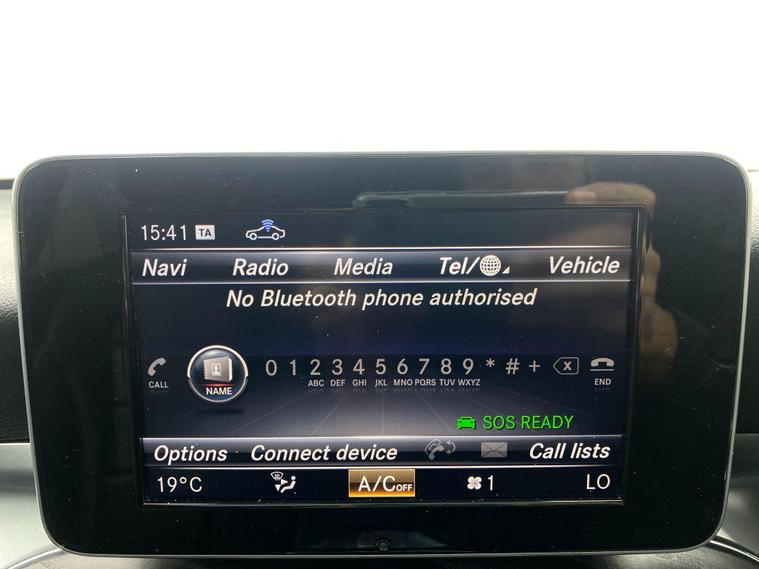 15:41 TA
Navi Radio Media Tel/ Vehicle
No Bluetooth phone authorised
0 1 2 3 4 5 6 7 8 9 * # +
CALL NAME ABC DEF GHI JKL MNO PQRS TUV WXYZ END
SOS READY
Options Connect device Call lists
19°C A/C OFF 1 LO